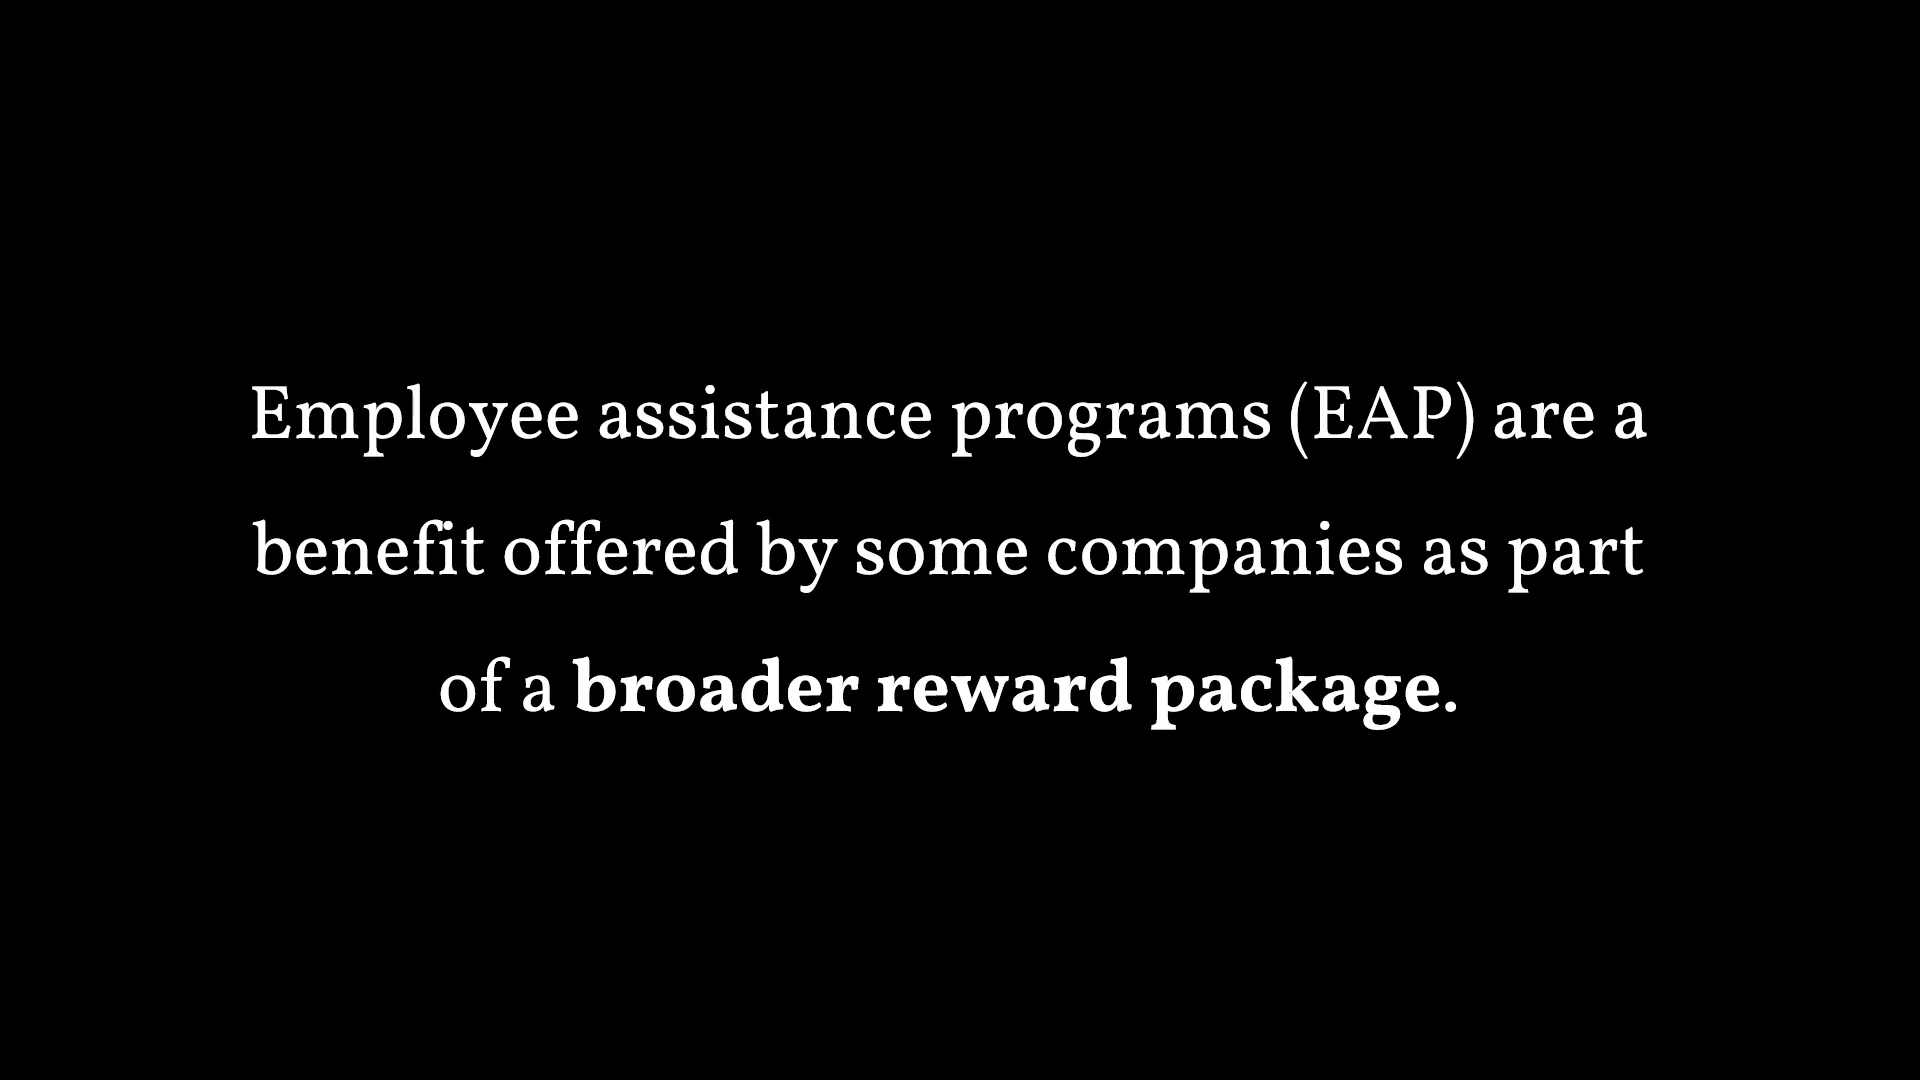 Employee assistance programs (EAP) are a
benefit offered by some companies as part
of a broader reward package.